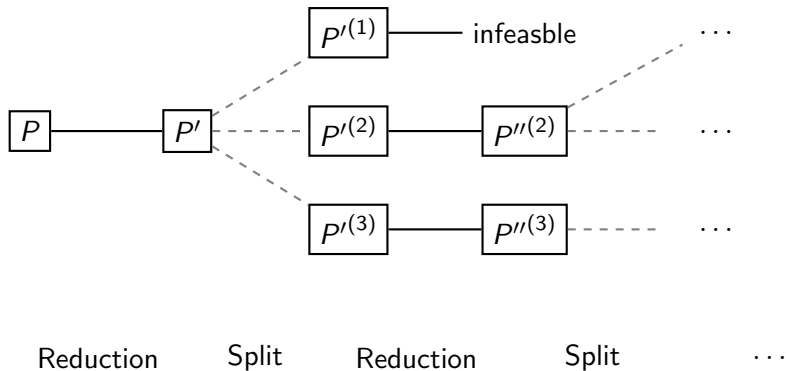 P′(1) infeasble ⋯
P P′ P′(2) P′′(2) ⋯
P′(3) P′′(3) ⋯
Reduction Split Reduction Split ⋯